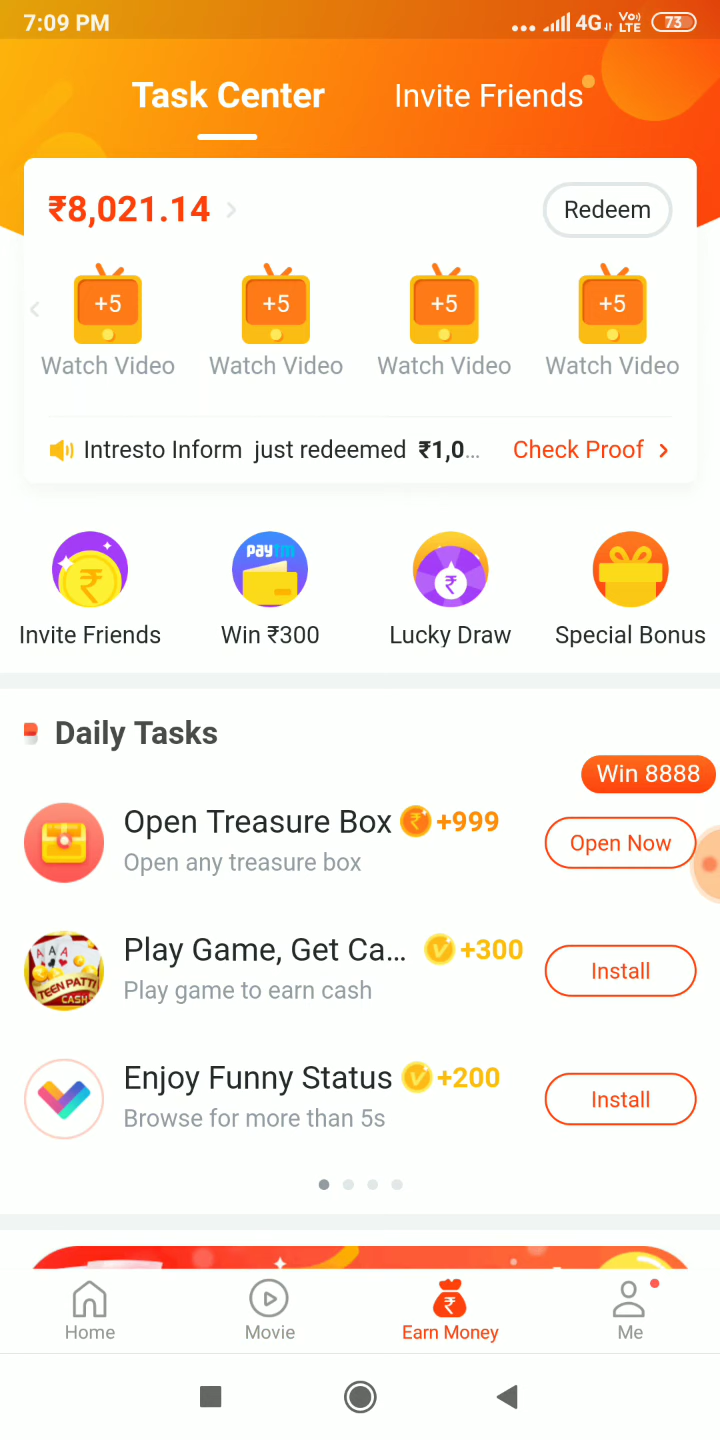 7:09 PM
4G
Vo))
LTE
73
Task Center
Invite Friends
₹8,021.14
Redeem
+5
+5
+5
+5
Watch Video
Watch Video
Watch Video
Watch Video
Intresto Inform just redeemed ₹1,0...
Check Proof
₹
paytm
₹
Invite Friends
Win ₹300
Lucky Draw
Special Bonus
Daily Tasks
Win 8888
Open Treasure Box
₹
+999
Open any treasure box
Open Now
A A A
TEEN PATTI
CASH
Play Game, Get Ca...
+300
Play game to earn cash
Install
Enjoy Funny Status
+200
Browse for more than 5s
Install
₹
Home
Movie
Earn Money
Me